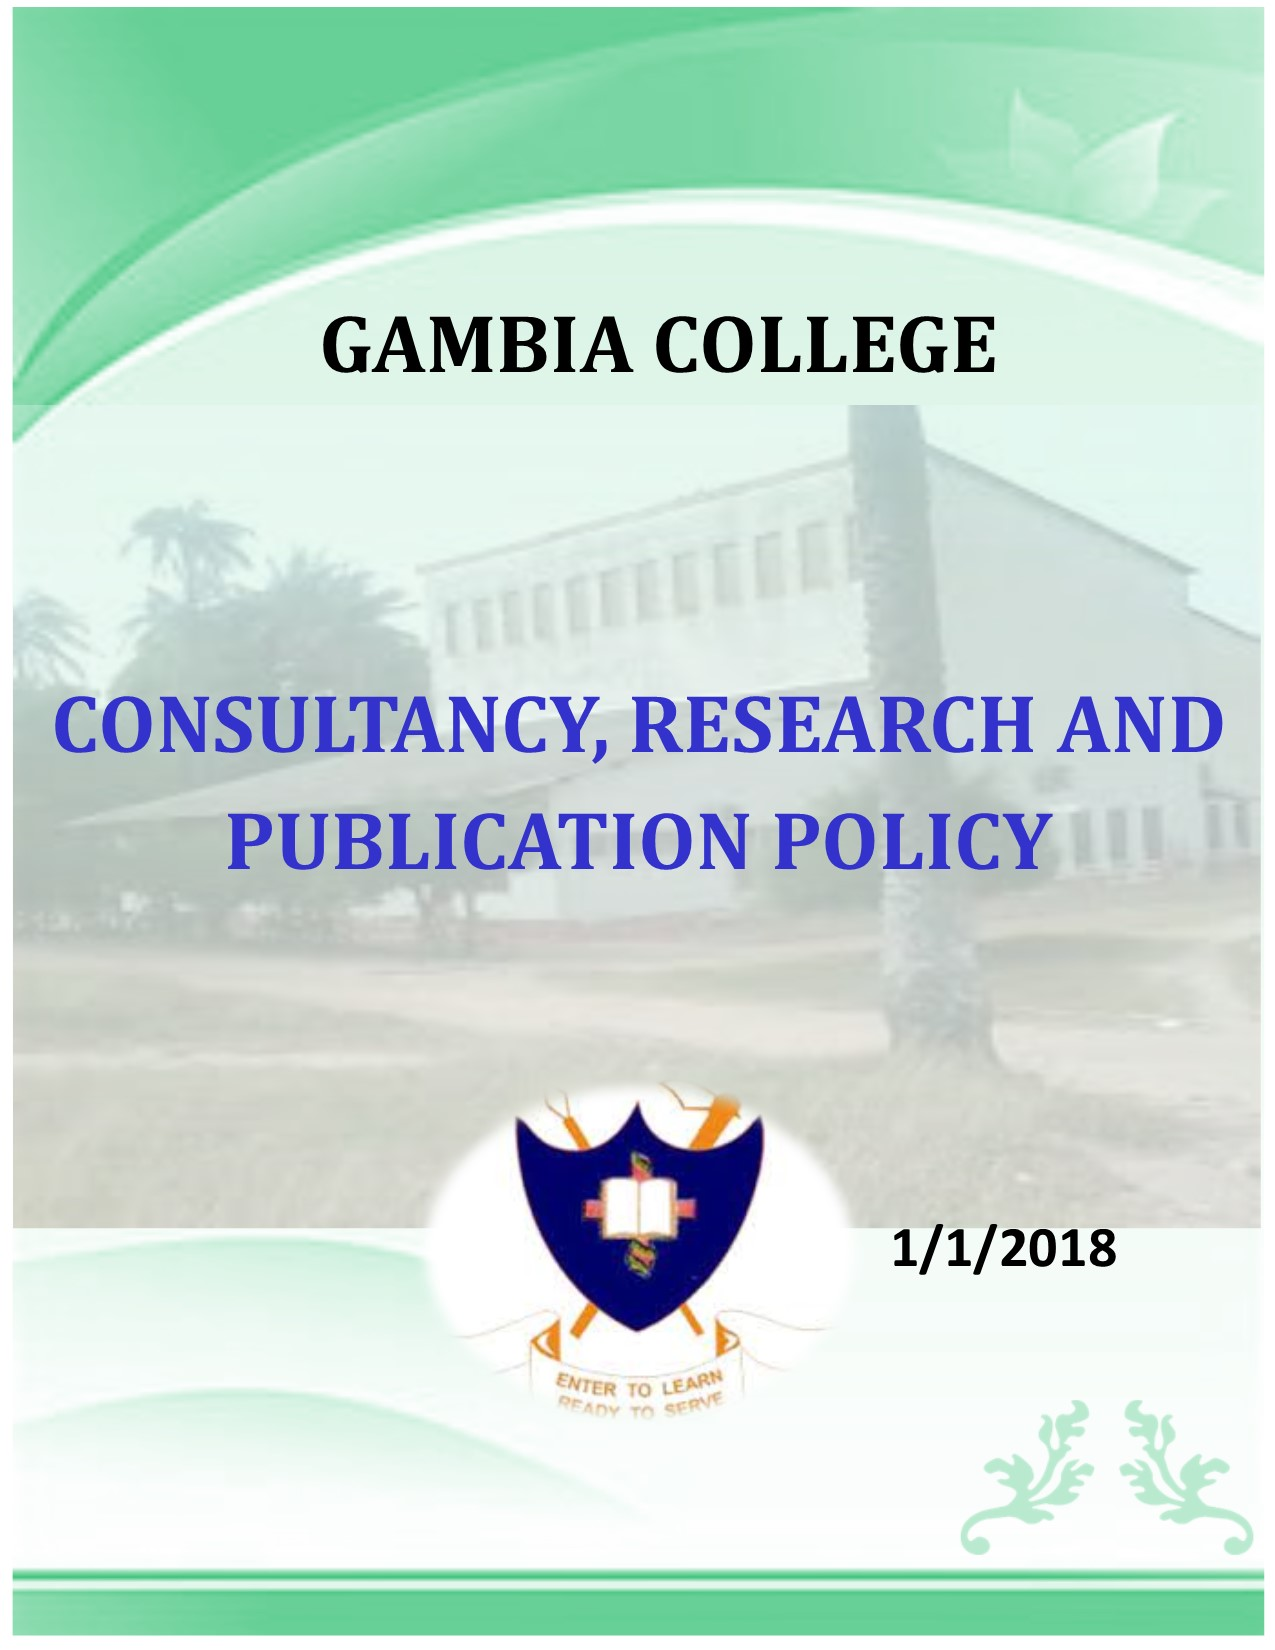 GAMBIA COLLEGE
CONSULTANCY, RESEARCH AND
PUBLICATION POLICY
1/1/2018
ENTER TO LEARN
READY TO SERVE